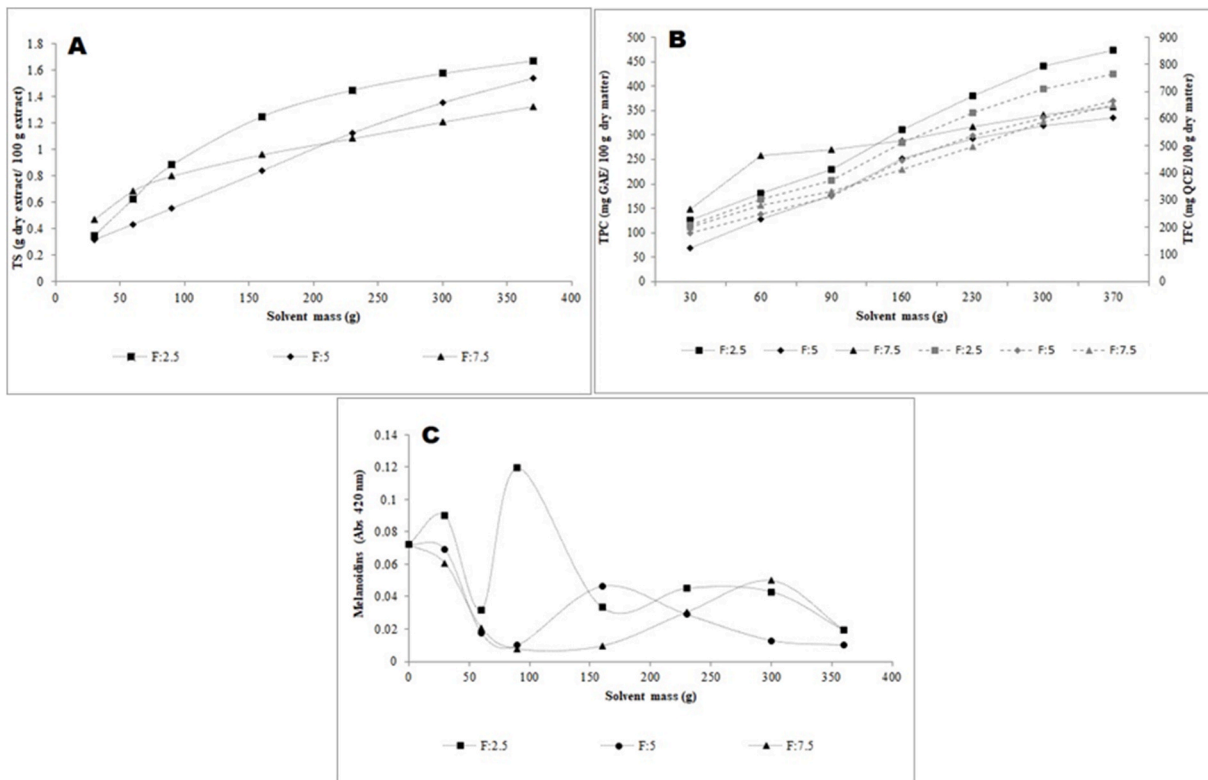 A
TS (g dry extract/ 100 g extract)
1.8
1.6
1.4
1.2
1
0.8
0.6
0.4
0.2
0
0 50 100 150 200 250 300 350 400
Solvent mass (g)
F:2.5 F:5 F:7.5
B
TPC (mg GAE/ 100 g dry matter)
500
450
400
350
300
250
200
150
100
50
0
900
800
700
600
500
400
300
200
100
0
TFC (mg QCE/ 100 g dry matter)
30 60 90 160 230 300 370
Solvent mass (g)
F:2.5 F:5 F:7.5 F:2.5 F:5 F:7.5
C
Melanoidins (Abs 420 nm)
0.14
0.12
0.1
0.08
0.06
0.04
0.02
0
0 50 100 150 200 250 300 350 400
Solvent mass (g)
F:2.5 F:5 F:7.5